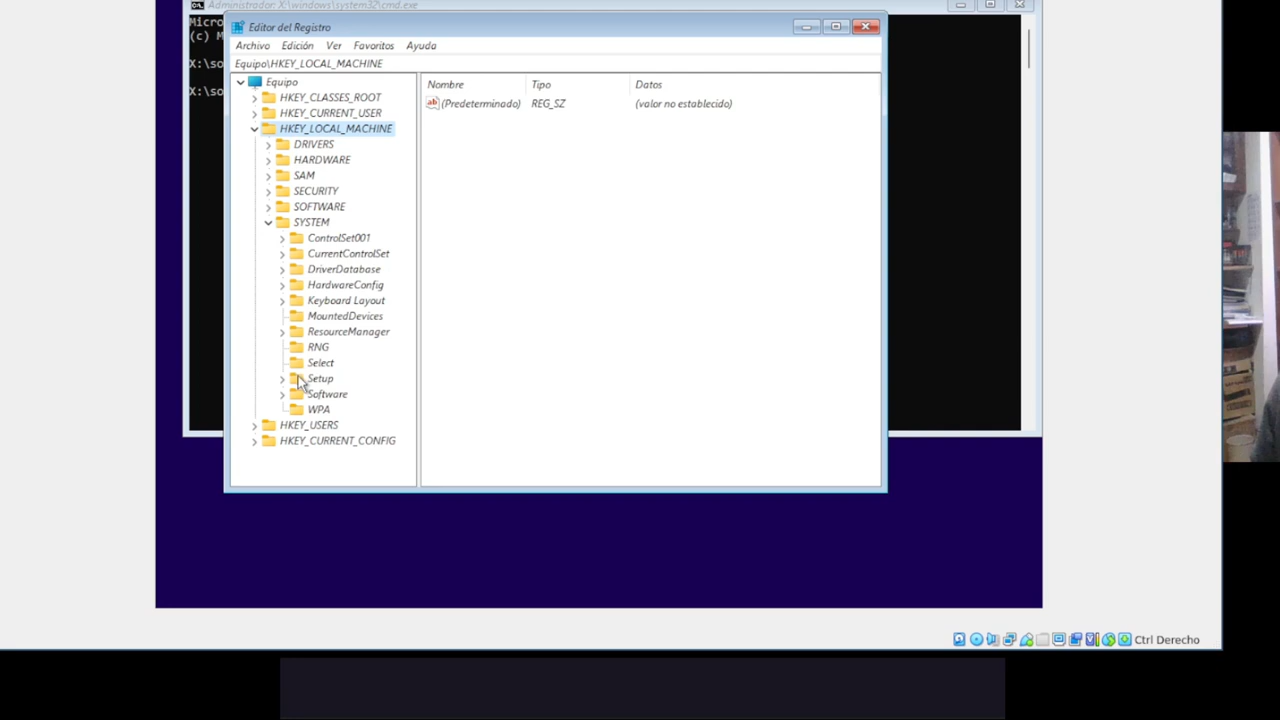 Administrador: X:\windows\system32\cmd.exe
Editor del Registro
Micro
(c) M
Archivo Edición Ver Favoritos Ayuda
Equipo\HKEY_LOCAL_MACHINE
X:\so
X:\so
Nombre Tipo Datos
(Predeterminado) REG_SZ (valor no establecido)
Equipo
HKEY_CLASSES_ROOT
HKEY_CURRENT_USER
HKEY_LOCAL_MACHINE
DRIVERS
HARDWARE
SAM
SECURITY
SOFTWARE
SYSTEM
ControlSet001
CurrentControlSet
DriverDatabase
HardwareConfig
Keyboard Layout
MountedDevices
ResourceManager
RNG
Select
Setup
Software
WPA
HKEY_USERS
HKEY_CURRENT_CONFIG
Ctrl Derecho